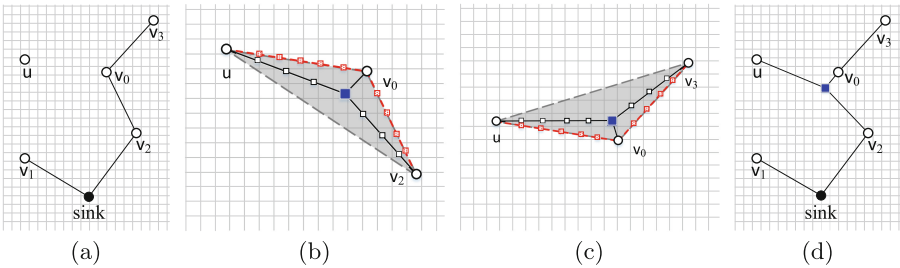 v₃
u
v₀
v₂
v₁
sink
(a)
u
v₀
v₂
(b)
v₃
u
v₀
(c)
v₃
u
v₀
v₂
v₁
sink
(d)